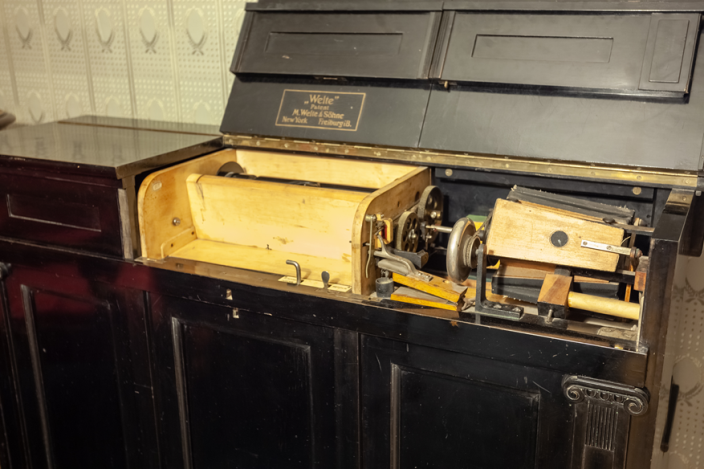 „Welte"
Patent
M. Welte & Söhne
New York Freiburg i/B.